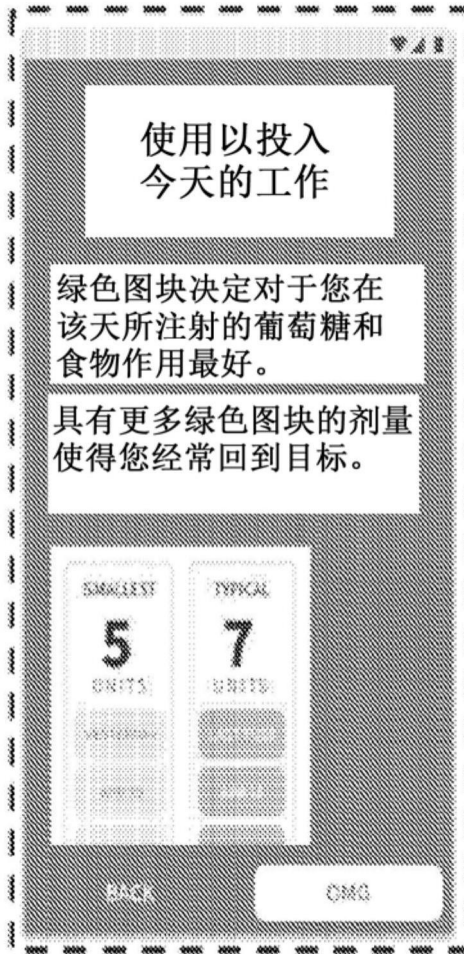 使用以投入
今天的工作
绿色图块决定对于您在
该天所注射的葡萄糖和
食物作用最好。
具有更多绿色图块的剂量
使得您经常回到目标。
SMALLEST TYPICAL
5 7
UNITS UNITS
YESTERDAY
BACK OMG